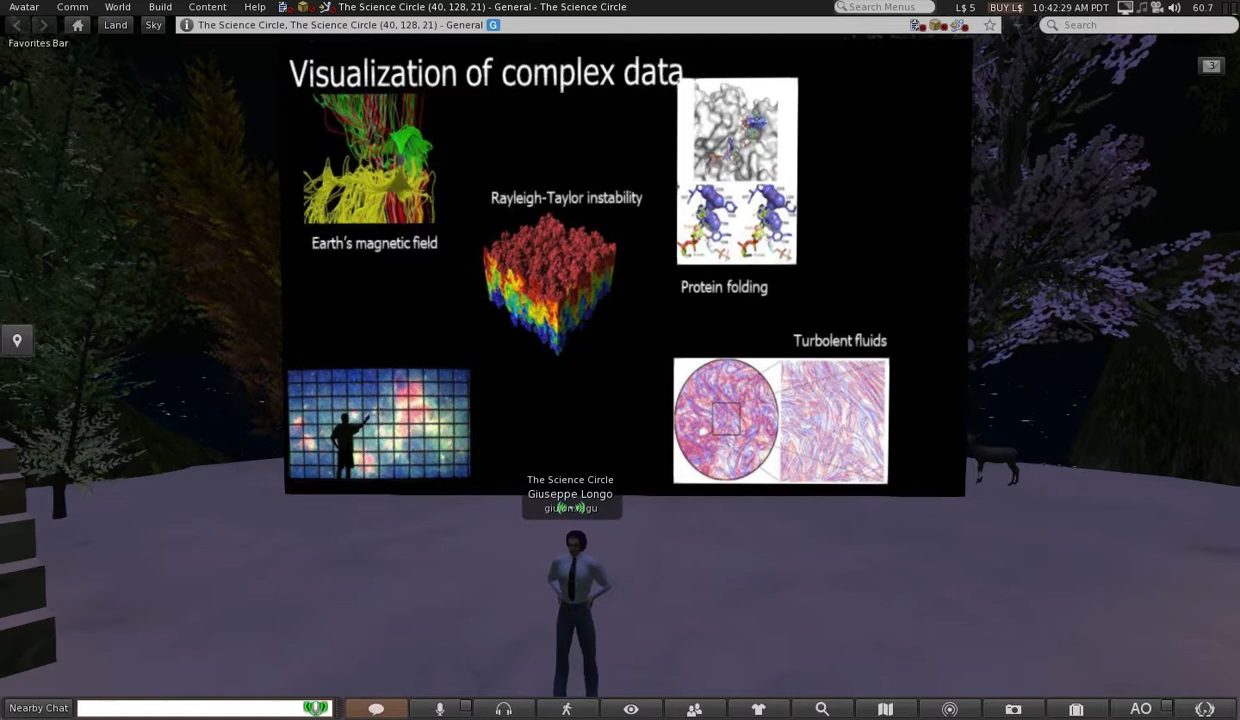 Avatar Comm World Build Content Help The Science Circle (40, 128, 21) - General - The Science Circle Search Menus L$ 5 BUY L$ 10:42:29 AM PDT 60.7
Land Sky The Science Circle, The Science Circle (40, 128, 21) - General G Search
Favorites Bar
3
Visualization of complex data
Rayleigh-Taylor instability
Earth's magnetic field
Protein folding
Turbolent fluids
The Science Circle
Giuseppe Longo
Nearby Chat AO